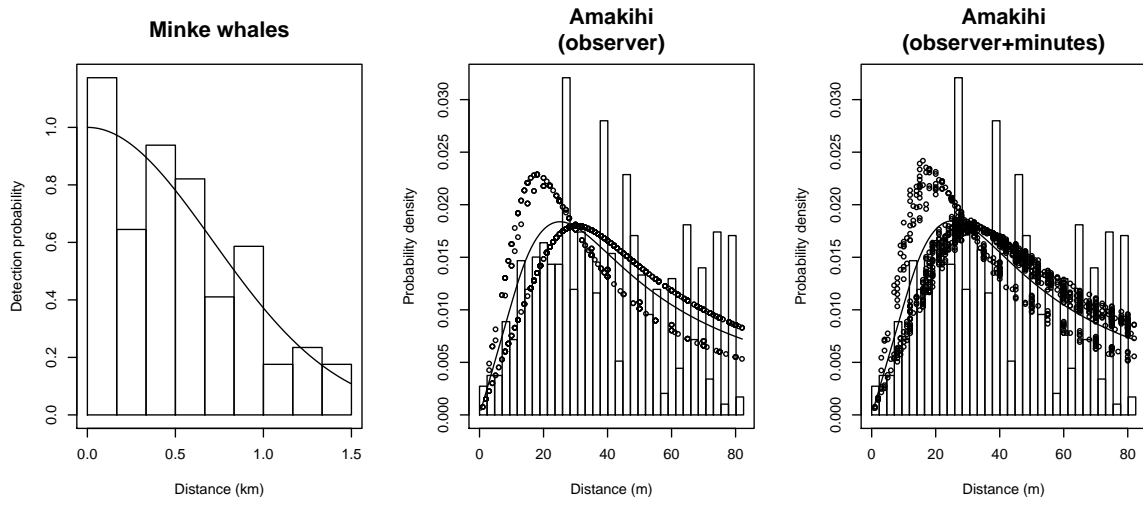 Minke whales
Detection probability
1.0
0.8
0.6
0.4
0.2
0.0
0.0 0.5 1.0 1.5
Distance (km)
Amakihi
(observer)
Probability density
0.030
0.025
0.020
0.015
0.010
0.005
0.000
0 20 40 60 80
Distance (m)
Amakihi
(observer+minutes)
Probability density
0.030
0.025
0.020
0.015
0.010
0.005
0.000
0 20 40 60 80
Distance (m)